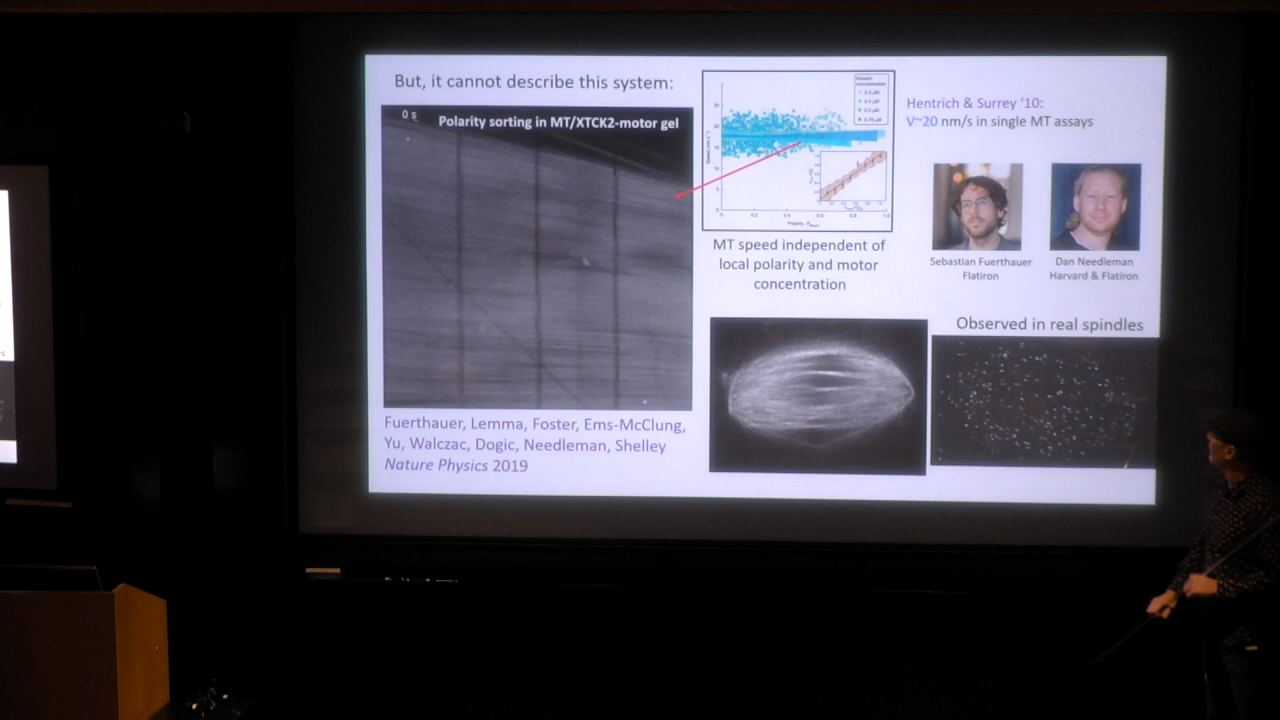 But, it cannot describe this system:
0 s
Polarity sorting in MT/XTCK2-motor gel
Fuerthauer, Lemma, Foster, Ems-McClung,
Yu, Walczac, Dogic, Needleman, Shelley
Nature Physics 2019
MT speed independent of
local polarity and motor
concentration
Hentrich & Surrey '10:
V~20 nm/s in single MT assays
Sebastian Fuerthauer
Flatiron
Dan Needleman
Harvard & Flatiron
Observed in real spindles